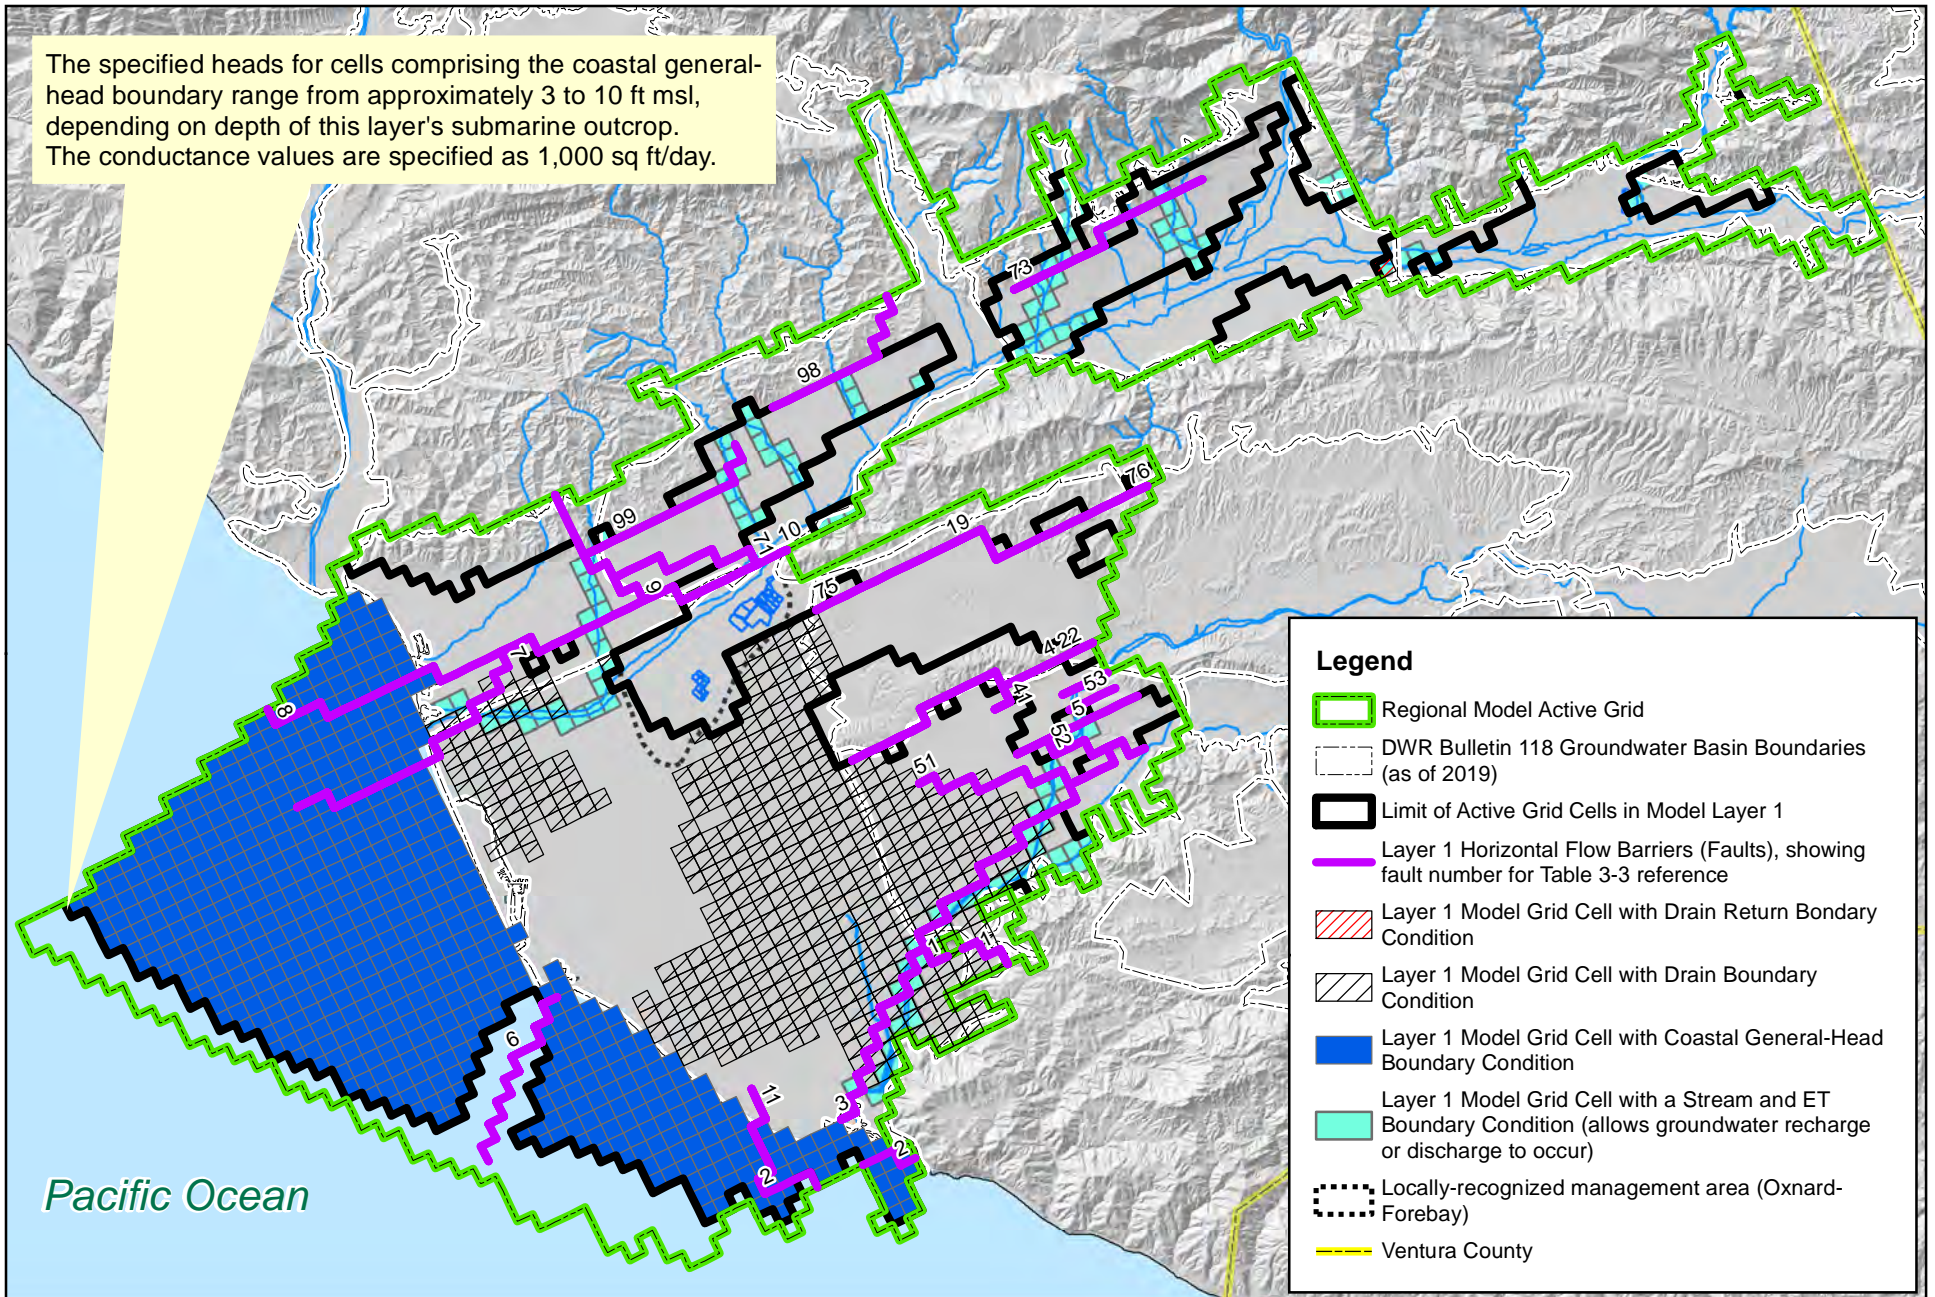 The specified heads for cells comprising the coastal general-
head boundary range from approximately 3 to 10 ft msl,
depending on depth of this layer's submarine outcrop.
The conductance values are specified as 1,000 sq ft/day.
73
98
76
99
10
19
71
9
75
7
4
22
41
53
5
52
8
51
1
1
6
11
3
2
2
Pacific Ocean
Legend
Regional Model Active Grid
DWR Bulletin 118 Groundwater Basin Boundaries
(as of 2019)
Limit of Active Grid Cells in Model Layer 1
Layer 1 Horizontal Flow Barriers (Faults), showing
fault number for Table 3-3 reference
Layer 1 Model Grid Cell with Drain Return Bondary
Condition
Layer 1 Model Grid Cell with Drain Boundary
Condition
Layer 1 Model Grid Cell with Coastal General-Head
Boundary Condition
Layer 1 Model Grid Cell with a Stream and ET
Boundary Condition (allows groundwater recharge
or discharge to occur)
Locally-recognized management area (Oxnard-
Forebay)
Ventura County